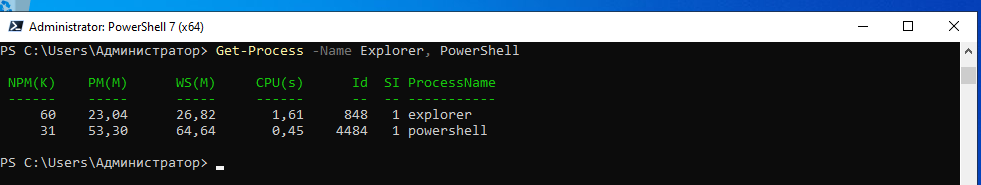 Administrator: PowerShell 7 (x64)
PS C:\Users\Администратор> Get-Process -Name Explorer, PowerShell
NPM(K) PM(M) WS(M) CPU(s) Id SI ProcessName
------ ----- ----- ------ -- -- -----------
60 23,04 26,82 1,61 848 1 explorer
31 53,30 64,64 0,45 4484 1 powershell
PS C:\Users\Администратор>